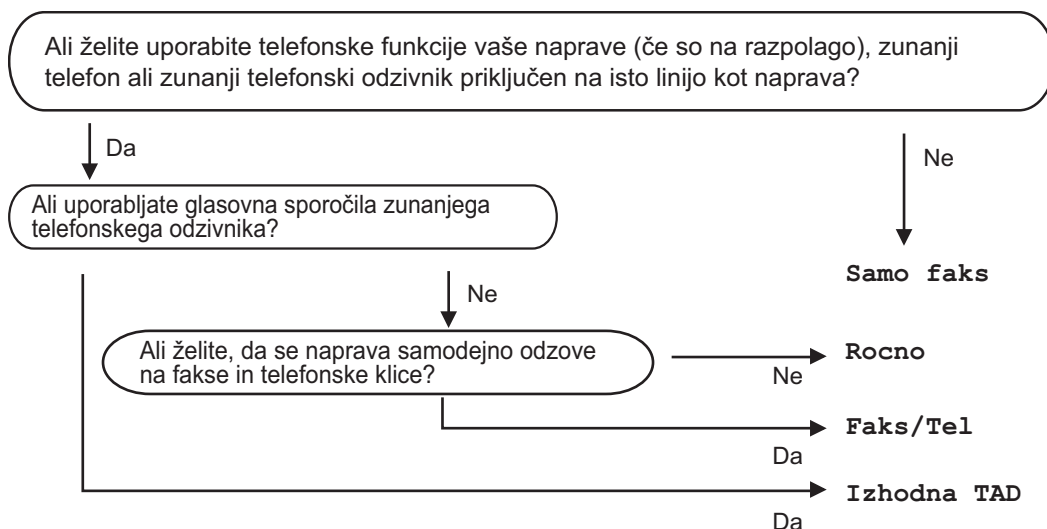 Ali želite uporabite telefonske funkcije vaše naprave (če so na razpolago), zunanji
telefon ali zunanji telefonski odzivnik priključen na isto linijo kot naprava?
Da
Ne
Ali uporabljate glasovna sporočila zunanjega
telefonskega odzivnika?
Samo faks
Ne
Ali želite, da se naprava samodejno odzove
na fakse in telefonske klice?
Rocno
Ne
Faks/Tel
Da
Izhodna TAD
Da